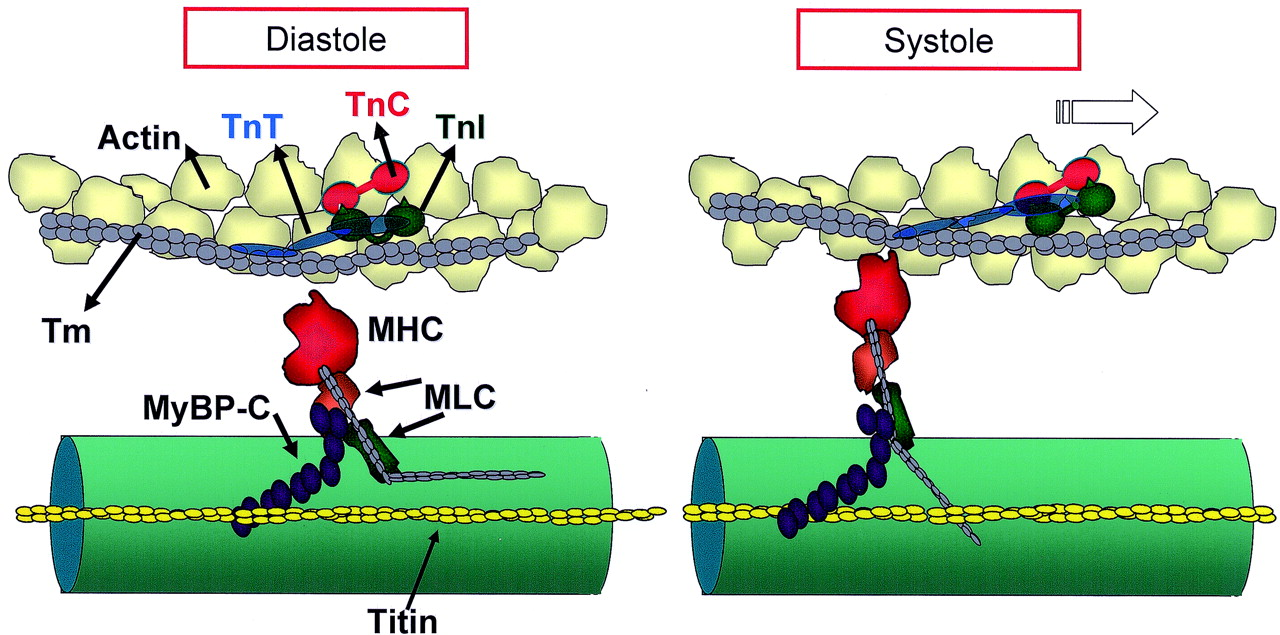 Diastole
Systole
TnC
TnT
TnI
Actin
Tm
MHC
MLC
MyBP-C
Titin